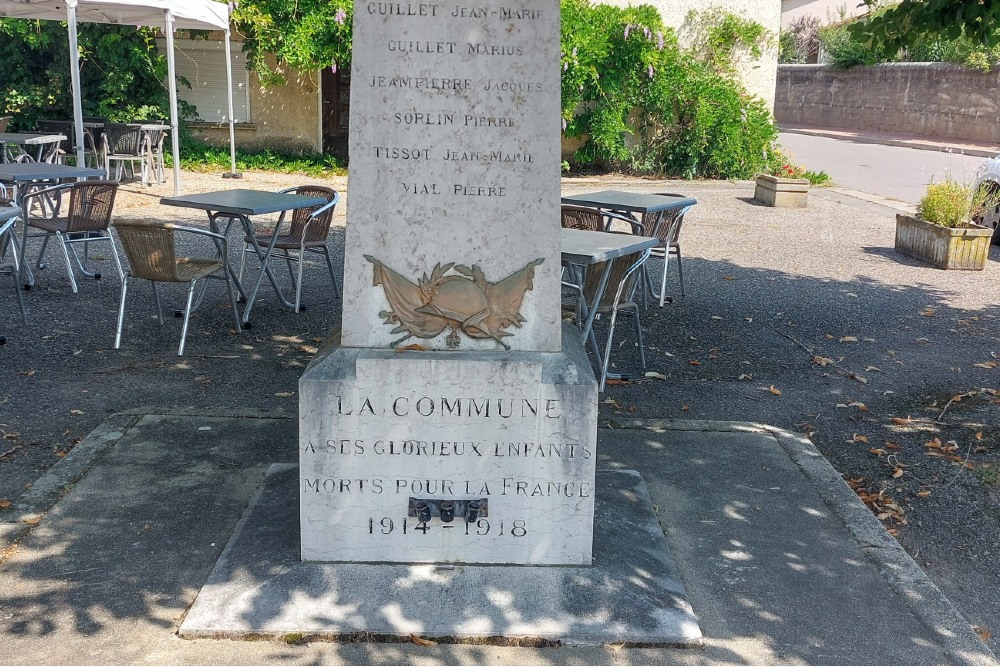 GUILLET JEAN-MARIE
GUILLET MARIUS
JEAMPIERRE JACQUES
SORLIN PIERRE
TISSOT JEAN-MARIE
VIAL PIERRE
LA COMMUNE
A SES GLORIEUX ENFANTS
MORTS POUR LA FRANCE
1914-1918